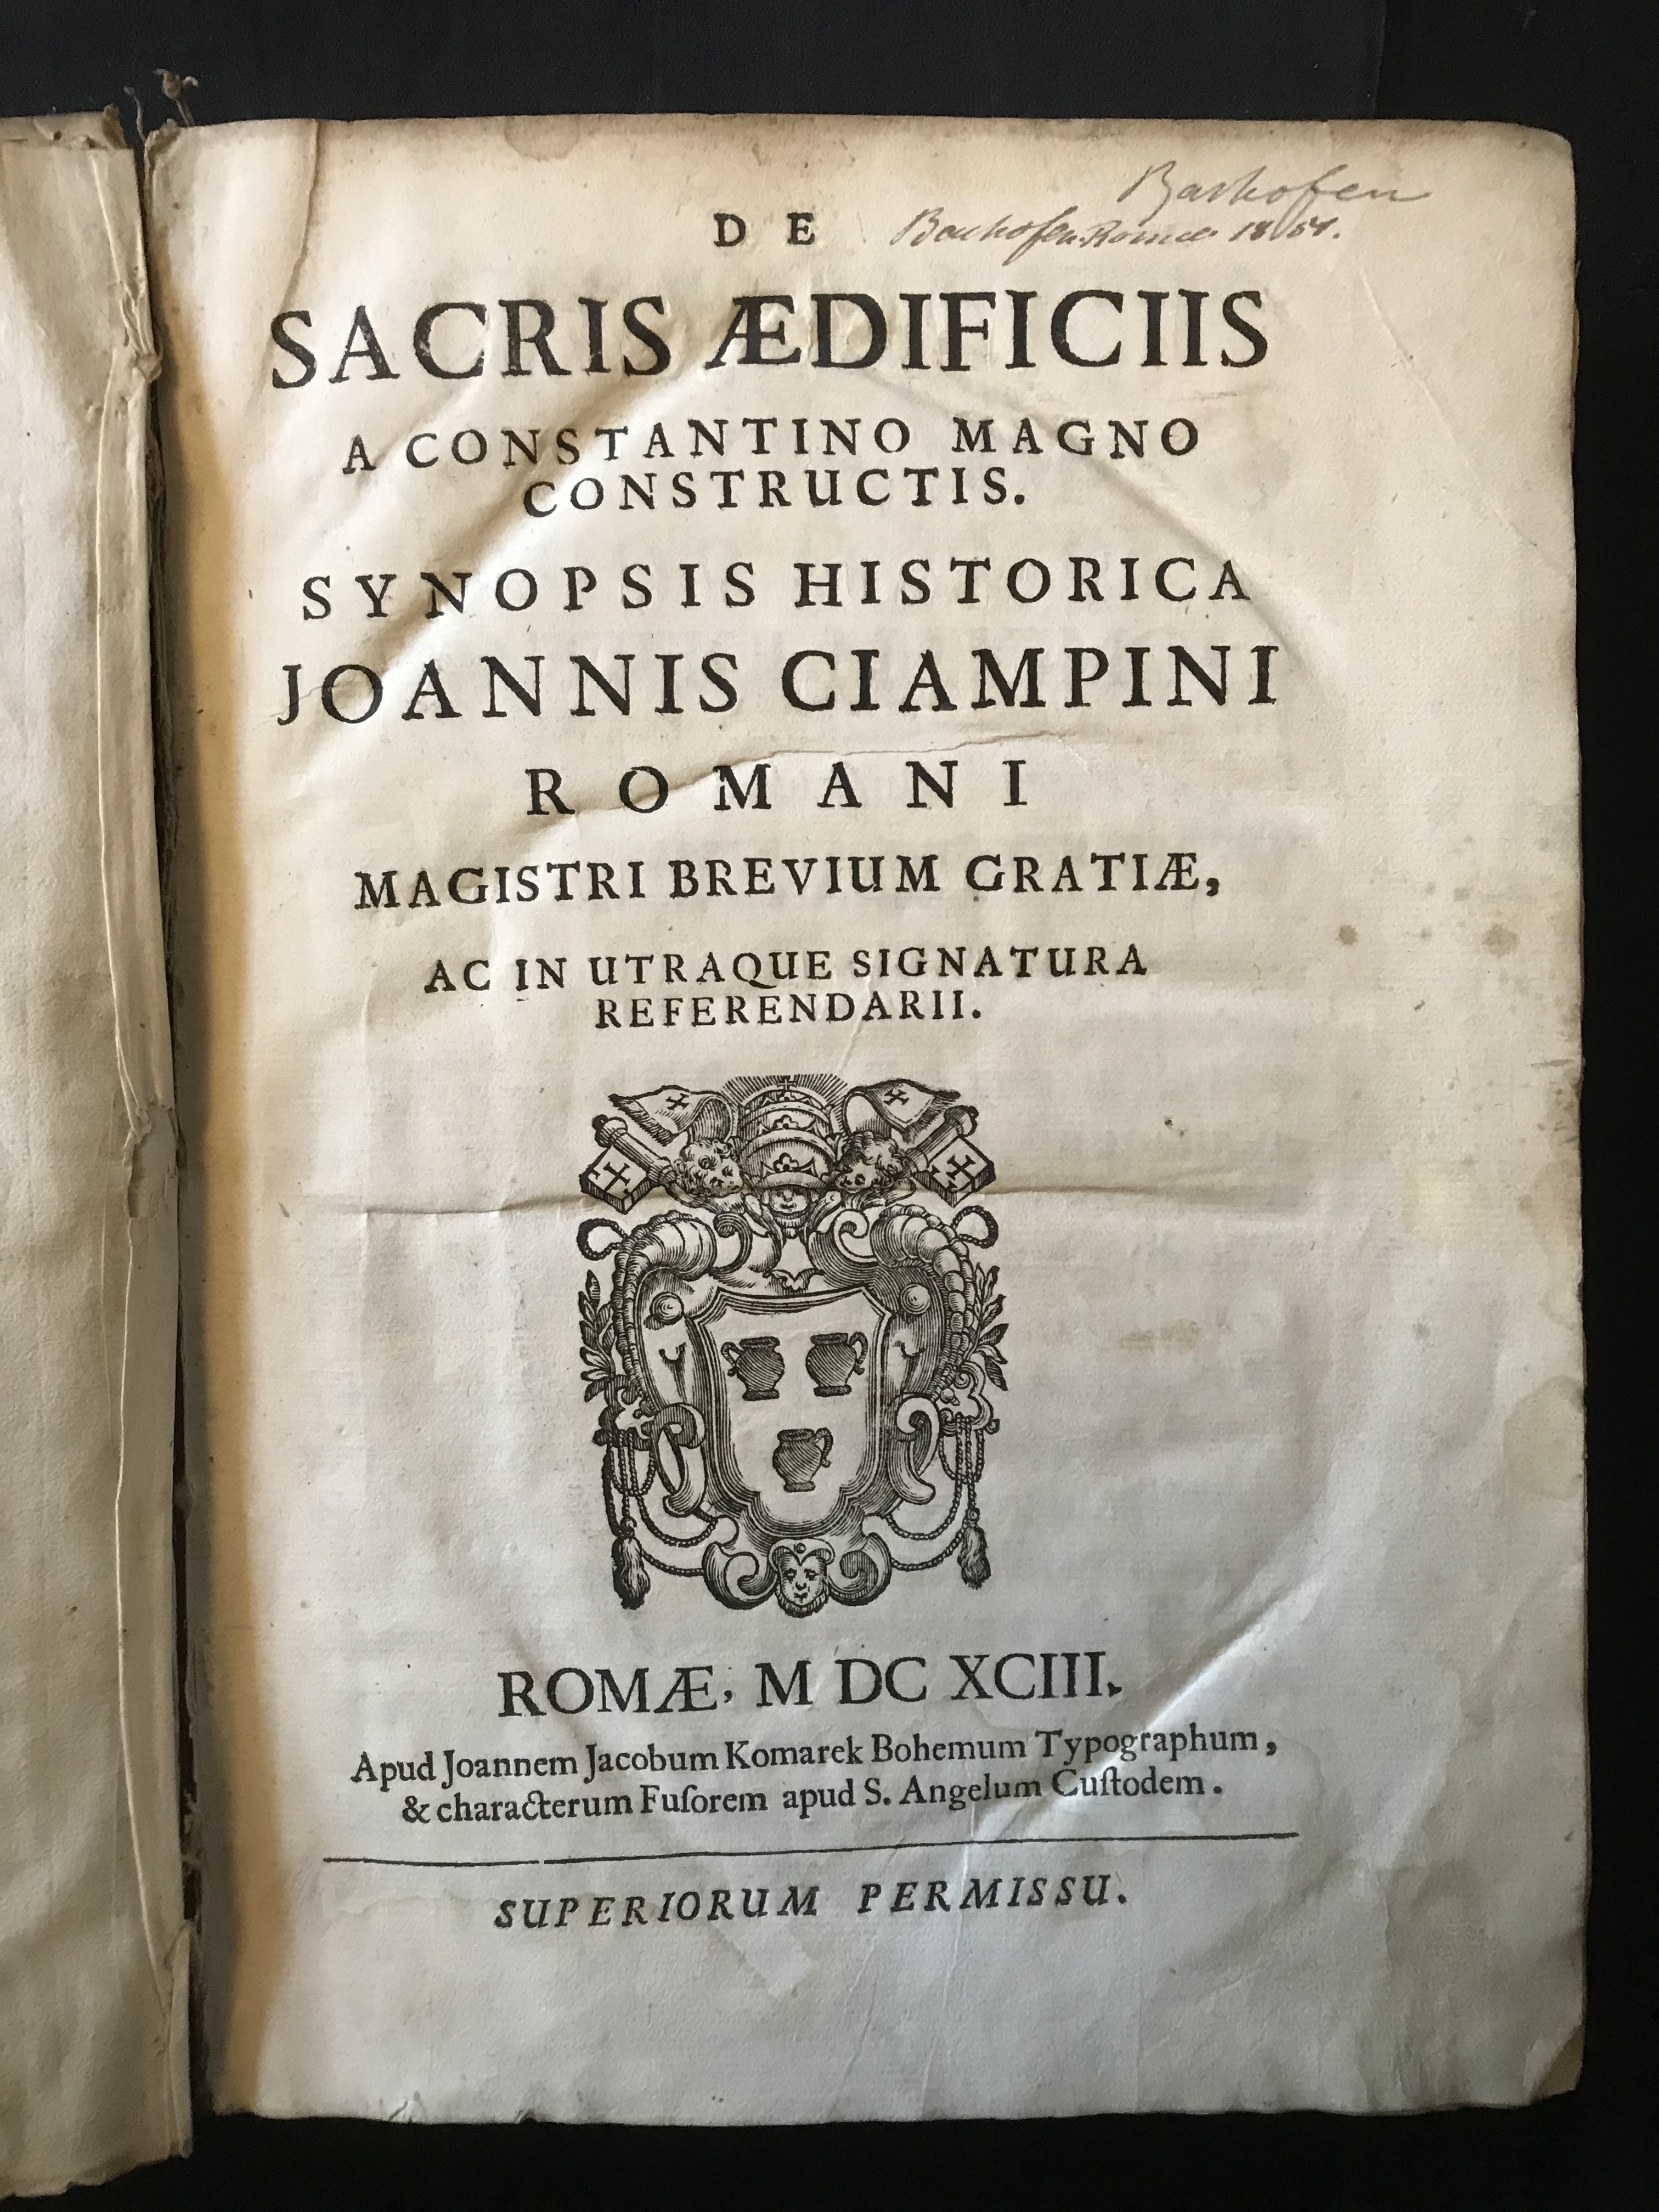 Bachofen
DE
Bachofen. Romae 1851.
SACRIS ÆDIFICIIS
A CONSTANTINO MAGNO
CONSTRUCTIS.
SYNOPSIS HISTORICA
JOANNIS CIAMPINI
ROMANI
MAGISTRI BREVIUM GRATIÆ,
AC IN UTRAQUE SIGNATURA
REFERENDARII.
ROMÆ, M DC XCIII.
Apud Joannem Jacobum Komarek Bohemum Typographum,
& characterum Fuſorem apud S. Angelum Cuſtodem.
SUPERIORUM PERMISSU.